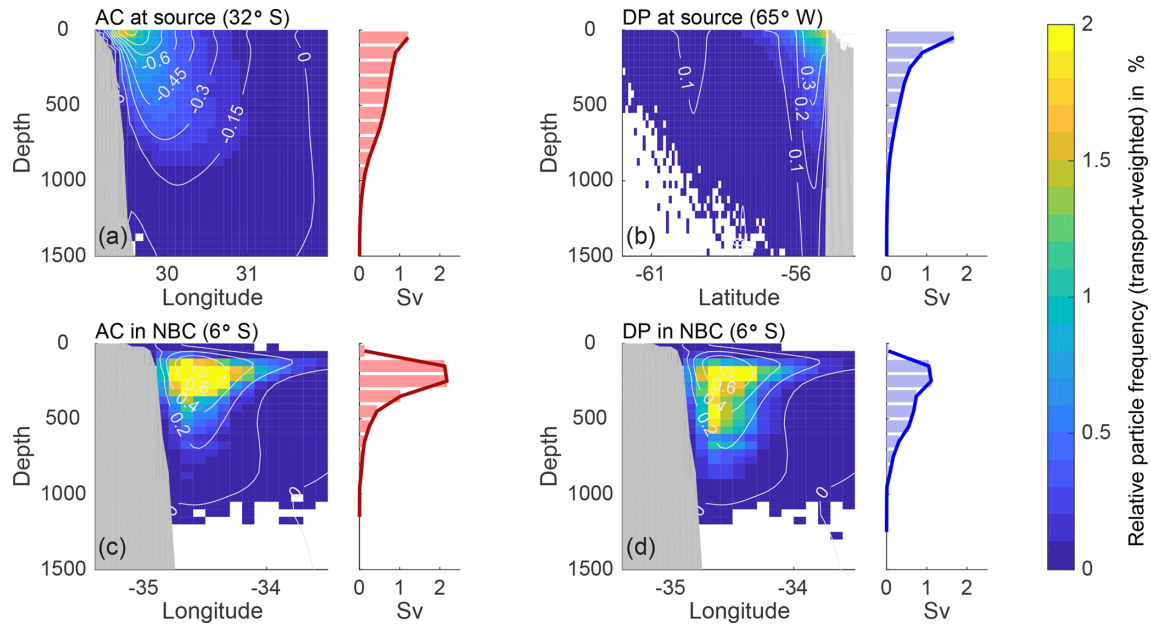 AC at source (32° S)
0
500
1000
1500
Depth
-0.6
-0.45
-0.3
-0.15
0
(a)
30
31
Longitude
0
1
2
Sv
DP at source (65° W)
0
500
1000
1500
Depth
0.1
0.3
0.2
0.1
(b)
-61
-56
Latitude
0
1
2
Sv
AC in NBC (6° S)
0
500
1000
1500
Depth
0.6
0.4
0.2
0
(c)
-35
-34
Longitude
0
1
2
Sv
DP in NBC (6° S)
0
500
1000
1500
Depth
0.6
0.4
0.2
0
(d)
-35
-34
Longitude
0
1
2
Sv
2
1.5
1
0.5
0
Relative particle frequency (transport-weighted) in %